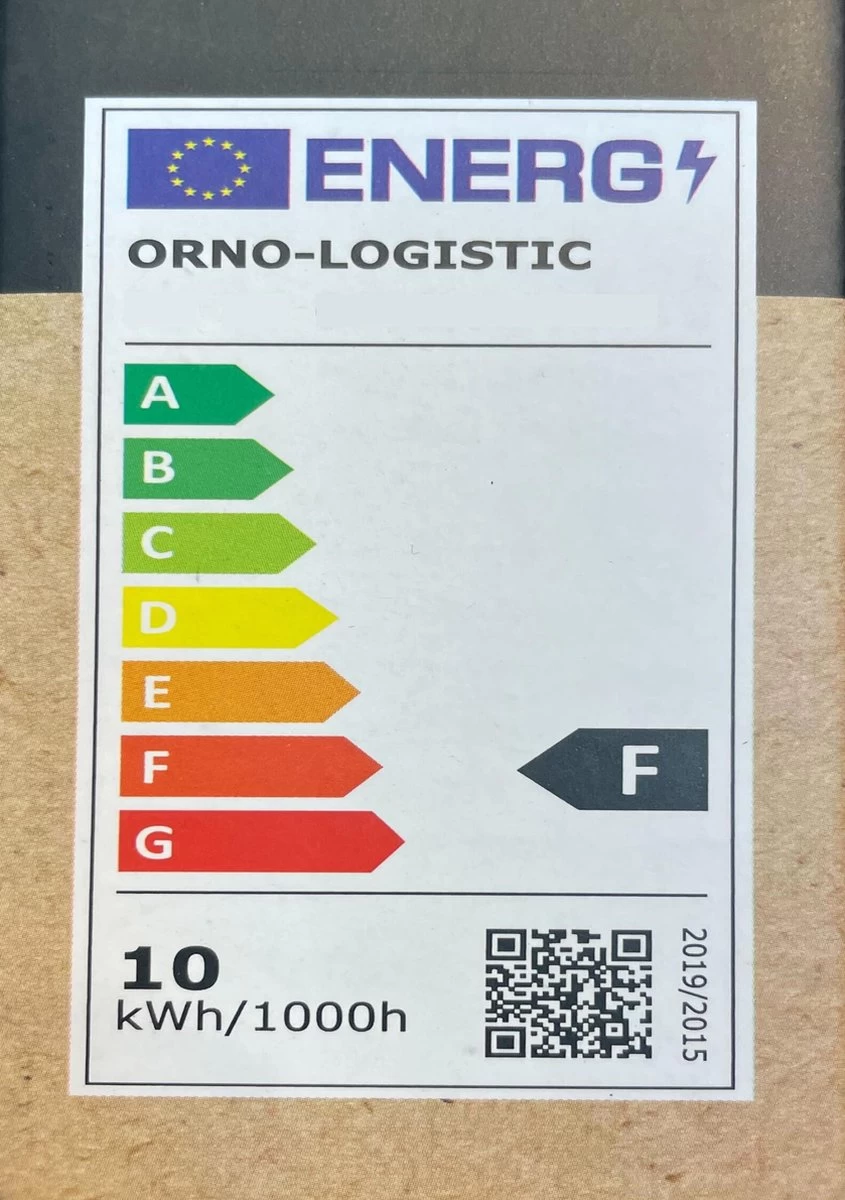 ENERG
ORNO-LOGISTIC
A
B
C
D
E
F
F
G
10
kWh/1000h
2019/2015